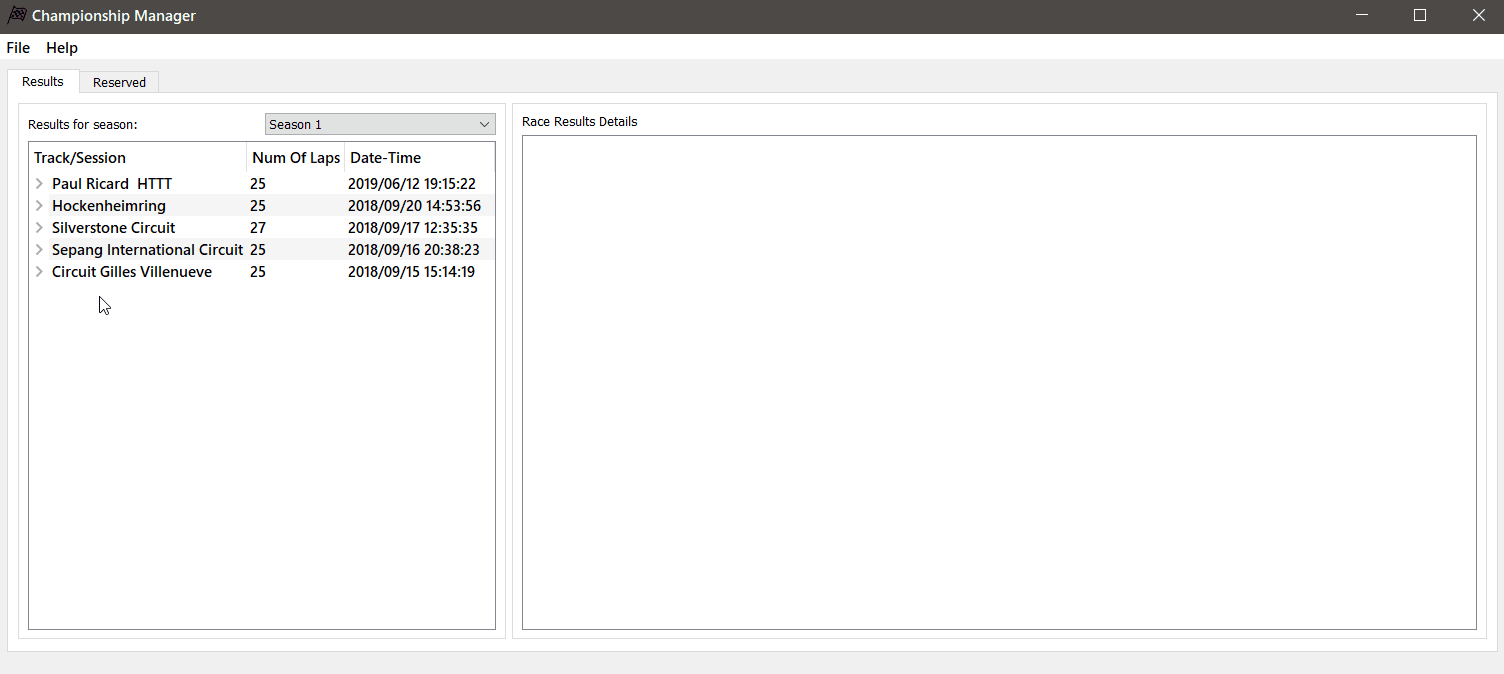 Championship Manager
File Help
Results Reserved
Results for season: Season 1
Track/Session Num Of Laps Date-Time
Paul Ricard  HTTT 25 2019/06/12 19:15:22
Hockenheimring 25 2018/09/20 14:53:56
Silverstone Circuit 27 2018/09/17 12:35:35
Sepang International Circuit 25 2018/09/16 20:38:23
Circuit Gilles Villenueve 25 2018/09/15 15:14:19
Race Results Details